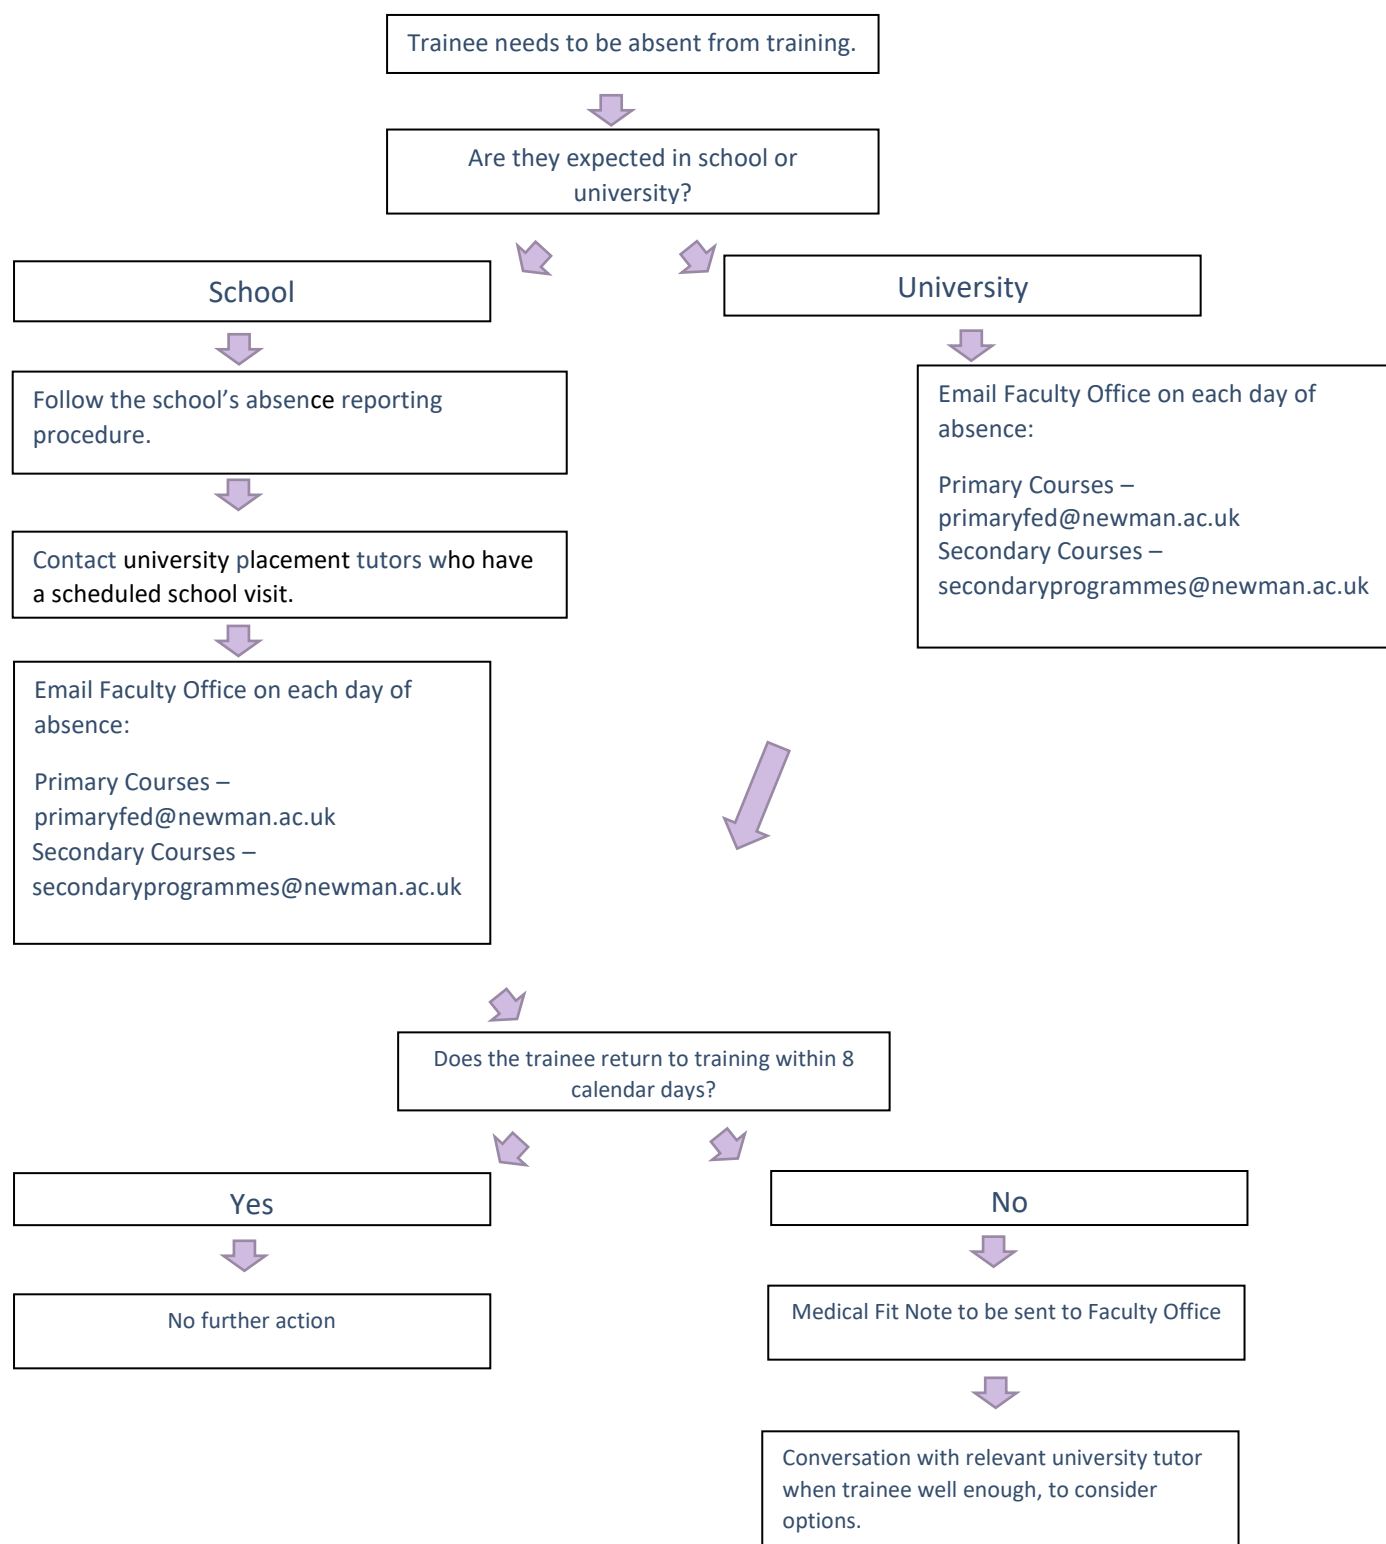 Trainee needs to be absent from training.
Are they expected in school or
university?
School
University
Follow the school’s absence reporting
procedure.
Contact university placement tutors who have
a scheduled school visit.
Email Faculty Office on each day of
absence:
Primary Courses –
primaryfed@newman.ac.uk
Secondary Courses –
secondaryprogrammes@newman.ac.uk
Email Faculty Office on each day of
absence:
Primary Courses –
primaryfed@newman.ac.uk
Secondary Courses –
secondaryprogrammes@newman.ac.uk
Does the trainee return to training within 8
calendar days?
Yes
No
No further action
Medical Fit Note to be sent to Faculty Office
Conversation with relevant university tutor
when trainee well enough, to consider
options.